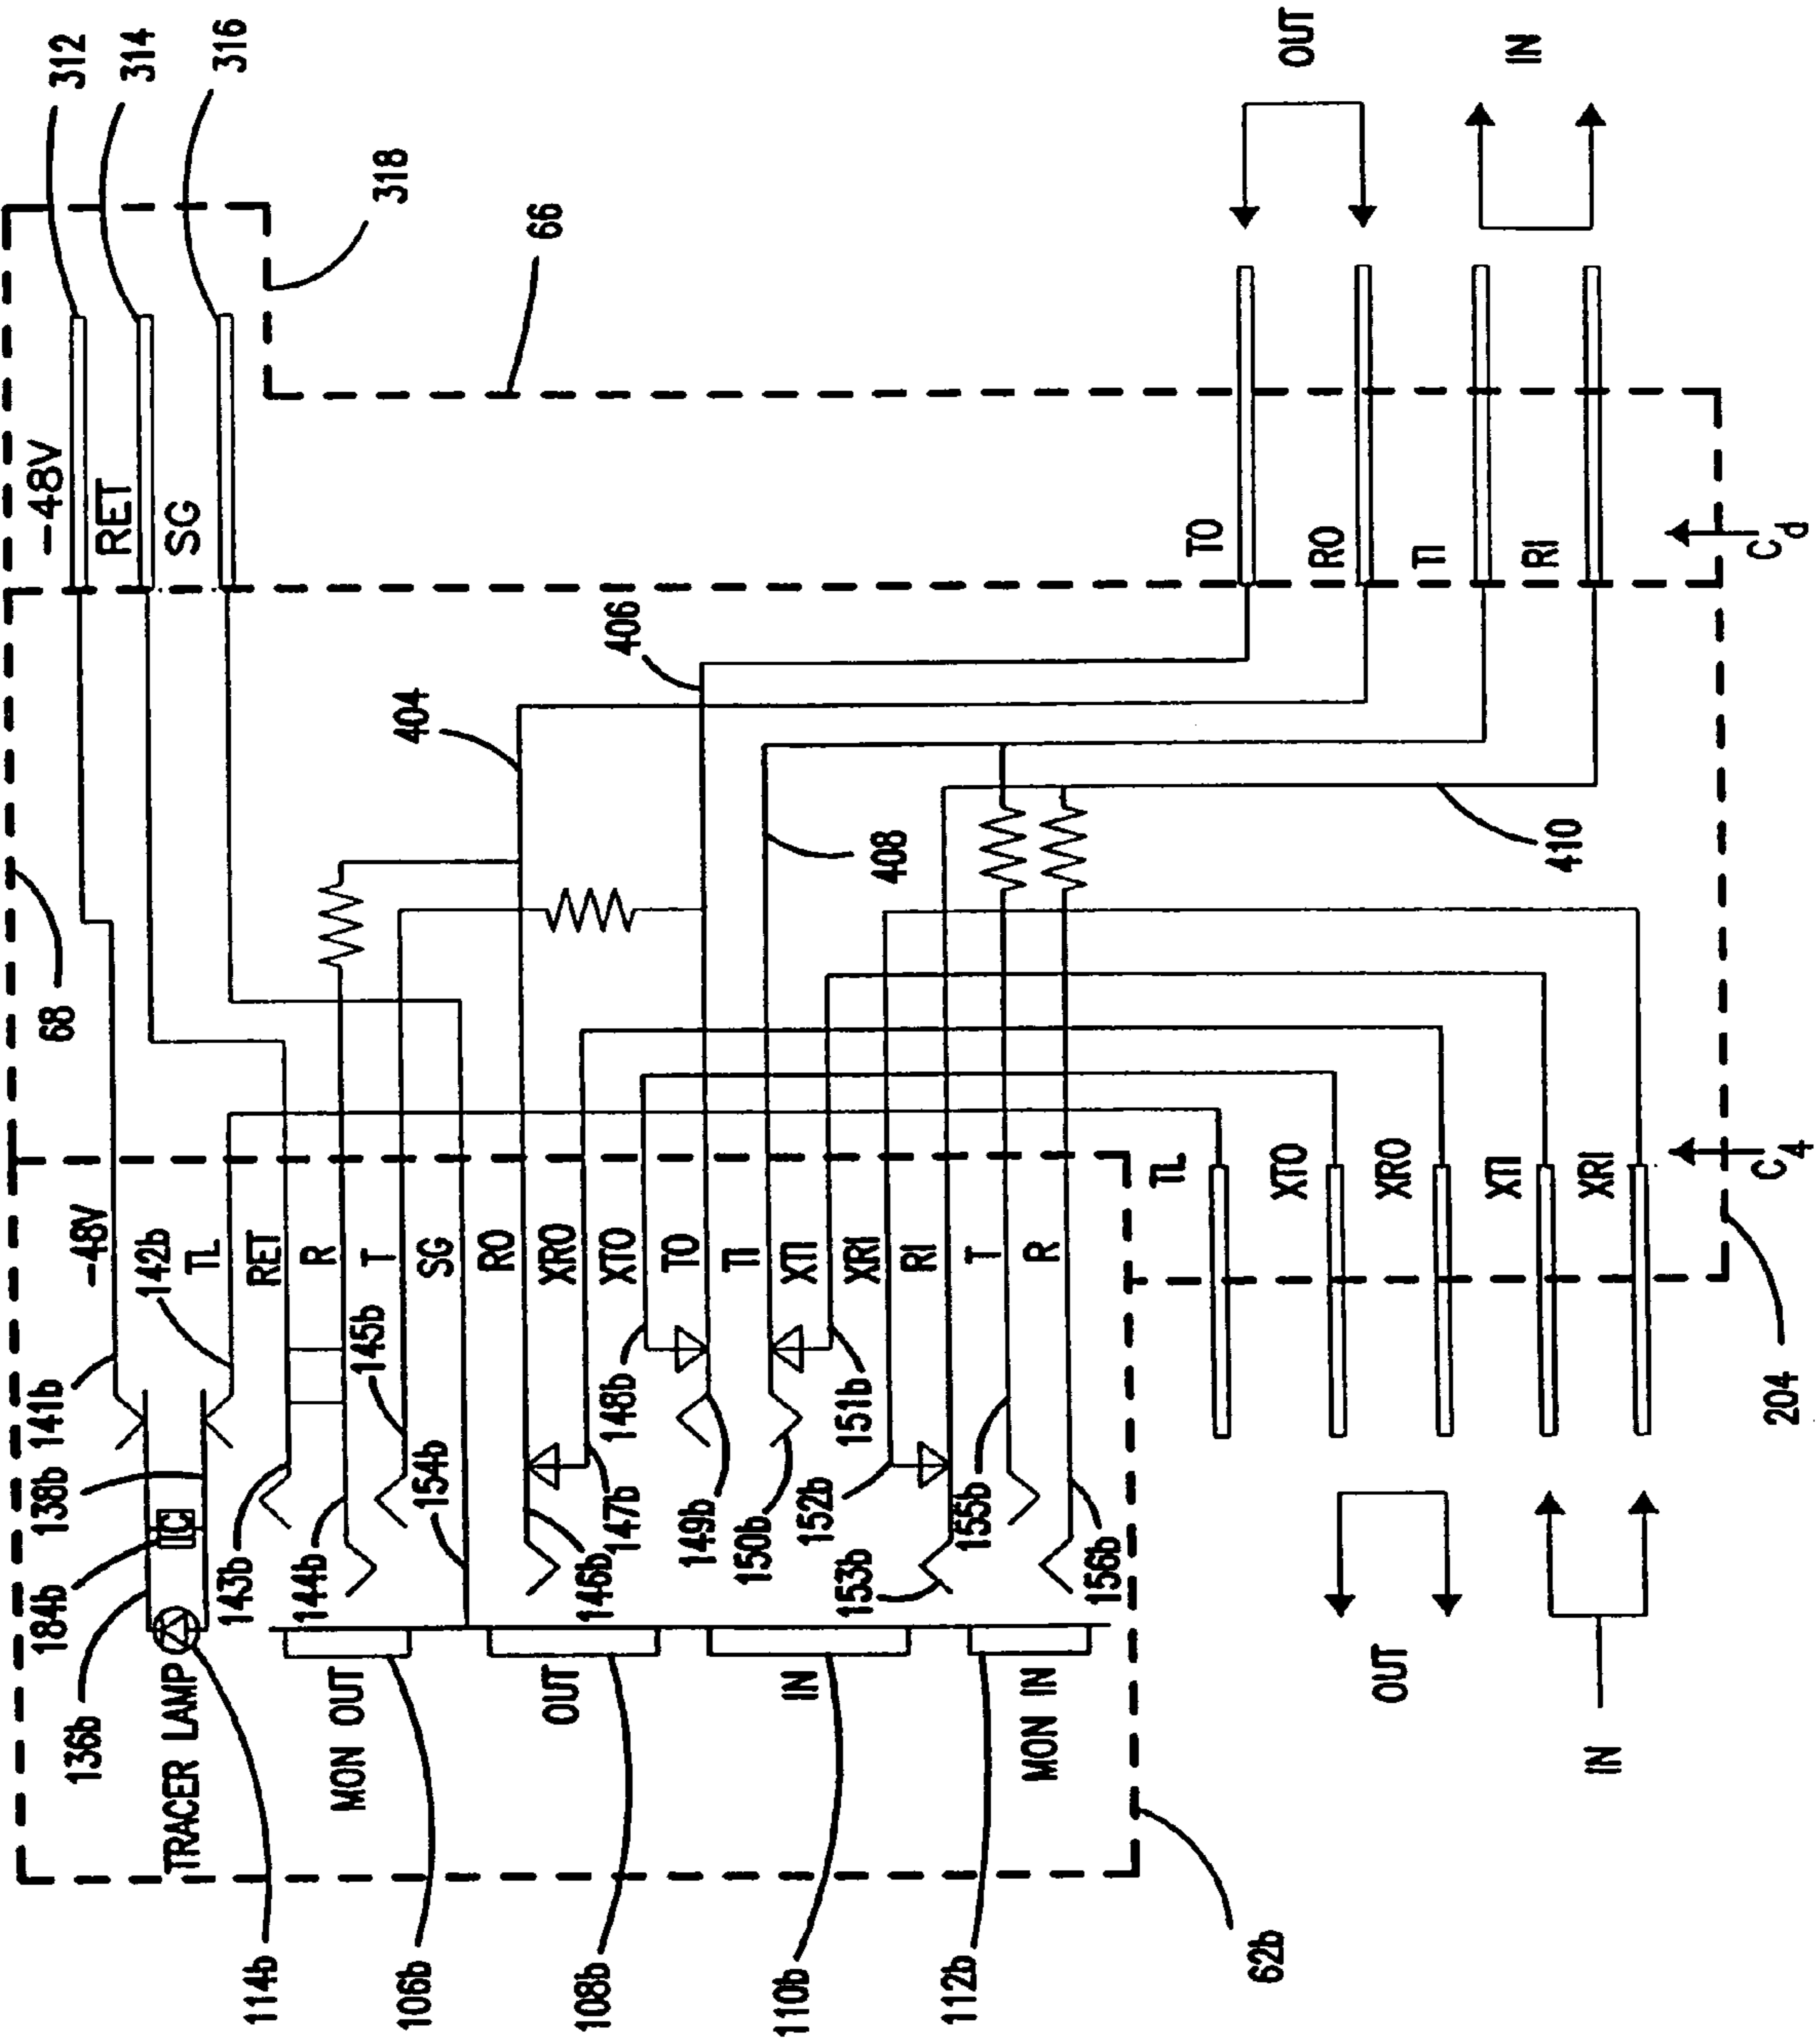 312
314
316
318
66
-48V
RET
SG
TO
RO
TI
RI
OUT
IN
Cd
68
404
406
408
410
-48V
TL
RET
R
T
SG
RO
XRO
XTO
TO
TI
XTI
XRI
RI
T
R
TL
XTO
XRO
XTI
XRI
C4
204
141b
142b
138b
184b
136b
143b
144b
145b
154b
146b
147b
148b
149b
150b
151b
152b
153b
155b
156b
IC
TRACER LAMP
MON OUT
OUT
IN
MON IN
OUT
IN
114b
106b
108b
110b
112b
62b